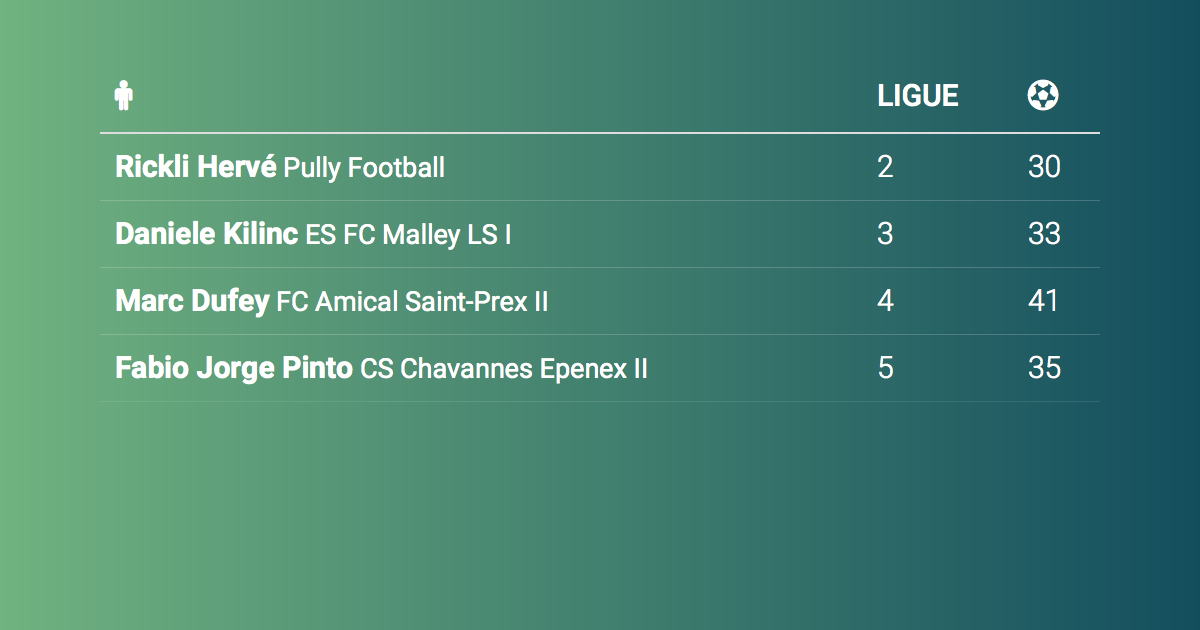 LIGUE
Rickli Hervé Pully Football 2 30
Daniele Kilinc ES FC Malley LS I 3 33
Marc Dufey FC Amical Saint-Prex II 4 41
Fabio Jorge Pinto CS Chavannes Epenex II 5 35